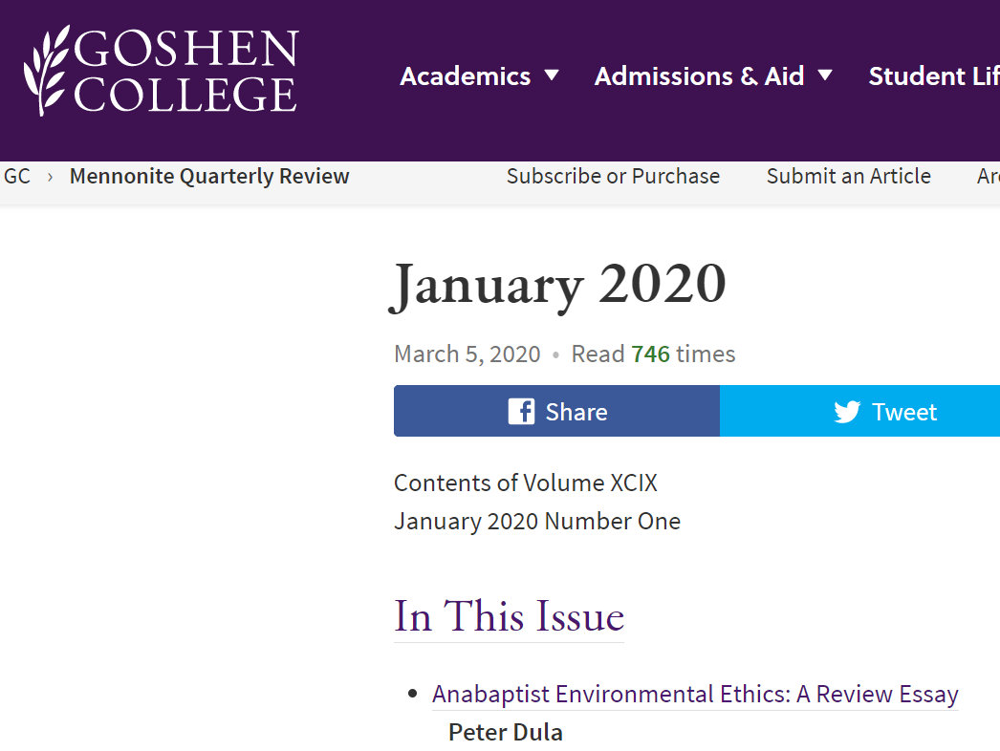 GOSHEN
COLLEGE
Academics ▼ Admissions & Aid ▼ Student Lif
GC › Mennonite Quarterly Review Subscribe or Purchase Submit an Article Ar
January 2020
March 5, 2020 • Read 746 times
Share Tweet
Contents of Volume XCIX
January 2020 Number One
In This Issue
• Anabaptist Environmental Ethics: A Review Essay
Peter Dula